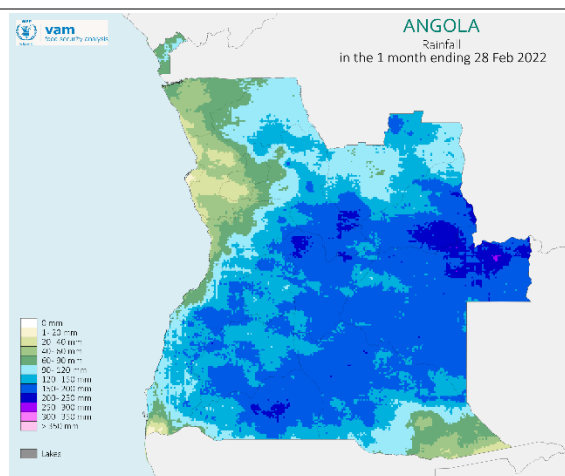 WFP
vam
food security analysis
ANGOLA
Rainfall
in the 1 month ending 28 Feb 2022
0 mm
1- 20 mm
20- 40 mm
40- 60 mm
60- 90 mm
90- 120 mm
120- 150 mm
150- 200 mm
200- 250 mm
250- 300 mm
300- 350 mm
> 350 mm
Lakes